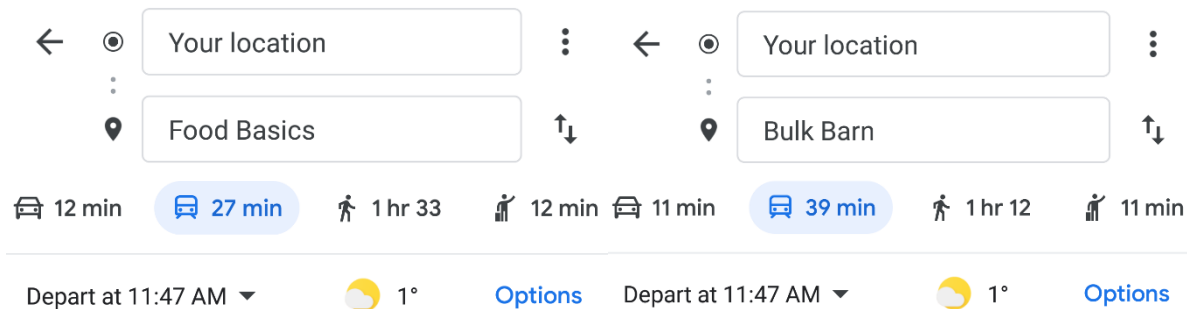 Your location
Food Basics
12 min 27 min 1 hr 33 12 min
Depart at 11:47 AM 1° Options
Your location
Bulk Barn
11 min 39 min 1 hr 12 11 min
Depart at 11:47 AM 1° Options